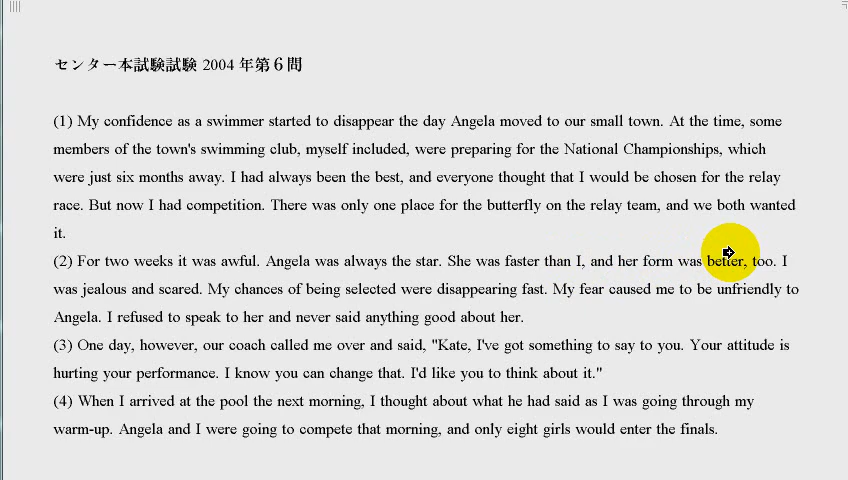 センター本試験試験 2004 年第６問
(1) My confidence as a swimmer started to disappear the day Angela moved to our small town. At the time, some
members of the town's swimming club, myself included, were preparing for the National Championships, which
were just six months away. I had always been the best, and everyone thought that I would be chosen for the relay
race. But now I had competition. There was only one place for the butterfly on the relay team, and we both wanted
it.
(2) For two weeks it was awful. Angela was always the star. She was faster than I, and her form was better, too. I
was jealous and scared. My chances of being selected were disappearing fast. My fear caused me to be unfriendly to
Angela. I refused to speak to her and never said anything good about her.
(3) One day, however, our coach called me over and said, "Kate, I've got something to say to you. Your attitude is
hurting your performance. I know you can change that. I'd like you to think about it."
(4) When I arrived at the pool the next morning, I thought about what he had said as I was going through my
warm-up. Angela and I were going to compete that morning, and only eight girls would enter the finals.